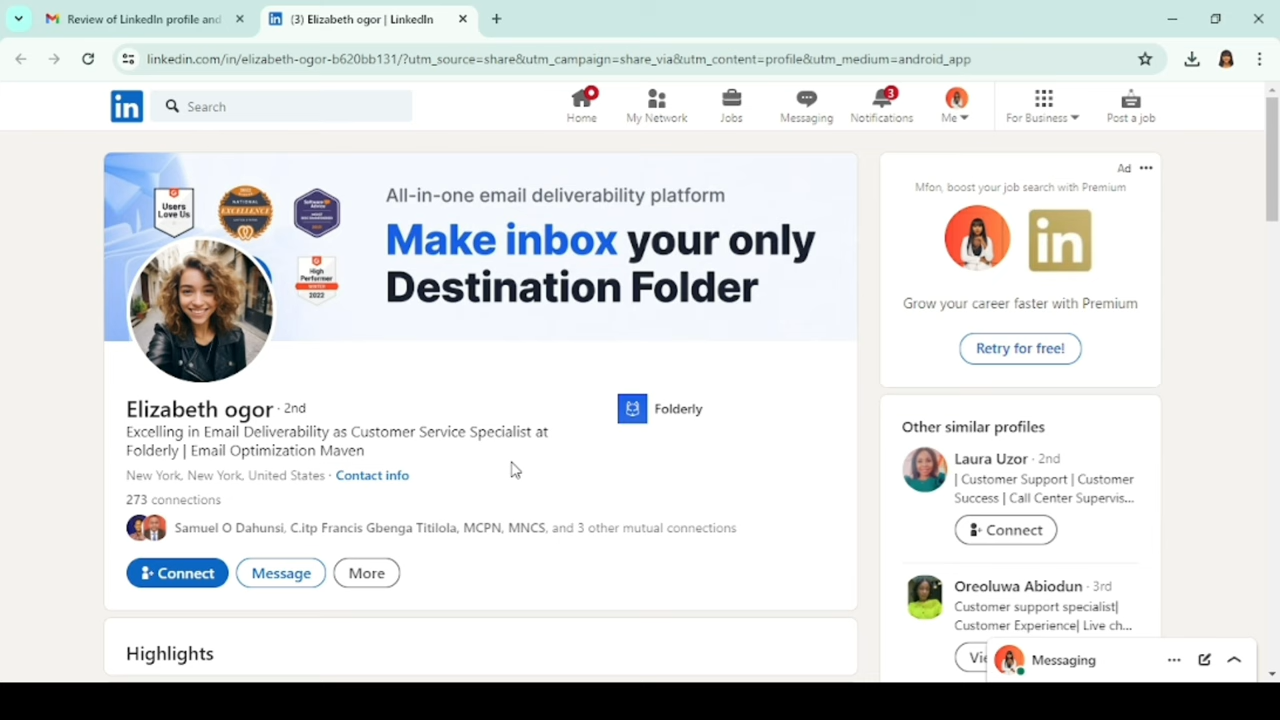 Review of LinkedIn profile and
(3) Elizabeth ogor | LinkedIn
linkedin.com/in/elizabeth-ogor-b620bb131/?utm_source=share&utm_campaign=share_via&utm_content=profile&utm_medium=android_app
in
Search
Home
My Network
Jobs
Messaging
3
Notifications
Me
For Business
Post a job
Users
Love Us
NATIONAL
EXCELLENCE
High
Performer
WINTER
2022
All-in-one email deliverability platform
Make inbox your only
Destination Folder
Elizabeth ogor · 2nd
Excelling in Email Deliverability as Customer Service Specialist at
Folderly | Email Optimization Maven
New York, New York, United States · Contact info
273 connections
Samuel O Dahunsi, C.itp Francis Gbenga Titilola, MCPN, MNCS, and 3 other mutual connections
Connect
Message
More
Folderly
Highlights
Ad
Mfon, boost your job search with Premium
in
Grow your career faster with Premium
Retry for free!
Other similar profiles
Laura Uzor · 2nd
| Customer Support | Customer
Success | Call Center Supervis...
Connect
Oreoluwa Abiodun · 3rd
Customer support specialist|
Customer Experience| Live ch...
Vie
Messaging